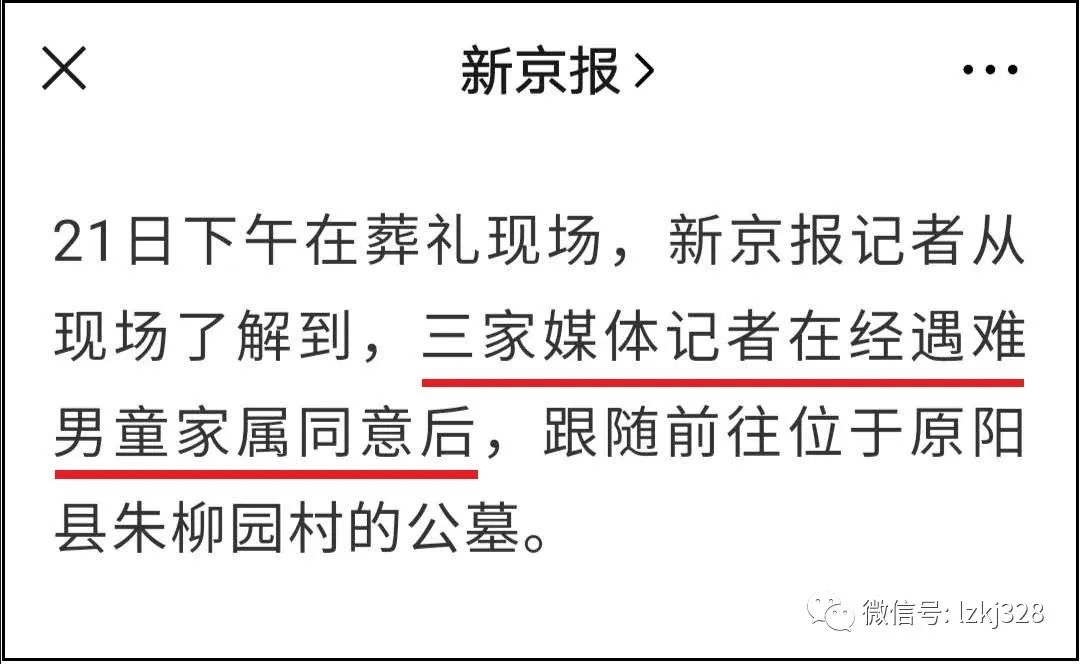 新京报
21日下午在葬礼现场，新京报记者从
现场了解到，三家媒体记者在经遇难
男童家属同意后，跟随前往位于原阳
县朱柳园村的公墓。
微信号: lzkj328